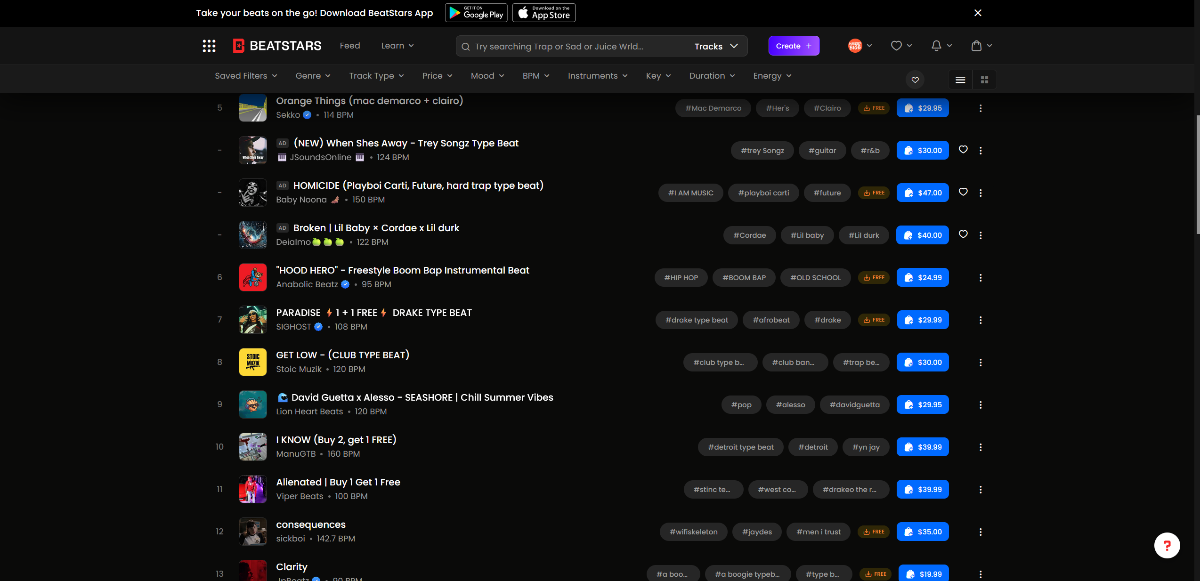 Take your beats on the go! Download BeatStars App GET IT ON Google Play Download on the App Store
BEATSTARS Feed Learn Try searching Trap or Sad or Juice Wrld... Tracks Create +
Saved Filters Genre Track Type Price Mood BPM Instruments Key Duration Energy
5 Orange Things (mac demarco + clairo) #Mac Demarco #Her's #Clairo FREE $29.95
Sekko • 114 BPM
- AD (NEW) When Shes Away - Trey Songz Type Beat #trey Songz #guitar #r&b $30.00
🎹 JSoundsOnline 🎹 • 124 BPM
- AD HOMICIDE (Playboi Carti, Future, hard trap type beat) #I AM MUSIC #playboi carti #future FREE $47.00
Baby Noona • 150 BPM
- AD Broken | Lil Baby × Cordae x Lil durk #Cordae #Lil baby #Lil durk $40.00
Deialmo🍏🍏🍏 • 122 BPM
6 "HOOD HERO" - Freestyle Boom Bap Instrumental Beat #HIP HOP #BOOM BAP #OLD SCHOOL FREE $24.99
Anabolic Beatz • 95 BPM
7 PARADISE ⚡ 1 + 1 FREE⚡ DRAKE TYPE BEAT #drake type beat #afrobeat #drake FREE $29.99
SIGHOST • 108 BPM
8 GET LOW - (CLUB TYPE BEAT) #club type b... #club ban... #trap be... $30.00
Stoic Muzik • 120 BPM
9 🌊 David Guetta x Alesso - SEASHORE | Chill Summer Vibes #pop #alesso #davidguetta $29.95
Lion Heart Beats • 120 BPM
10 I KNOW (Buy 2, get 1 FREE) #detroit type beat #detroit #yn jay $39.99
ManuGTB • 160 BPM
11 Alienated | Buy 1 Get 1 Free #stinc te... #west co... #drakeo the r... $39.99
Viper Beats • 100 BPM
12 consequences #wifiskeleton #jaydes #men i trust FREE $35.00
sickboi • 142.7 BPM
13 Clarity #a boo... #a boogie typeb... #type b... FREE $19.99
90 BPM
?